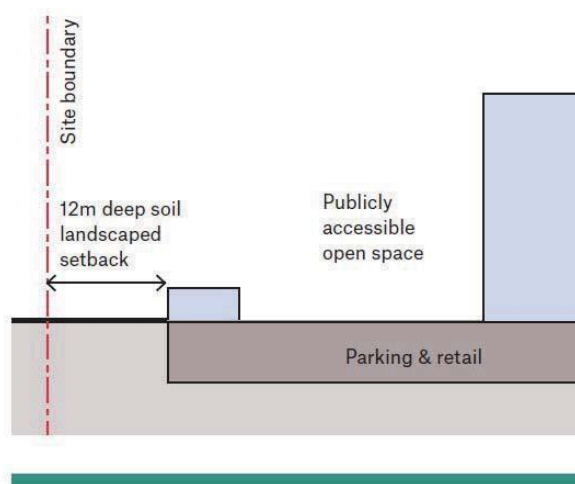 Site boundary
12m deep soil
landscaped
setback
Publicly
accessible
open space
Parking & retail